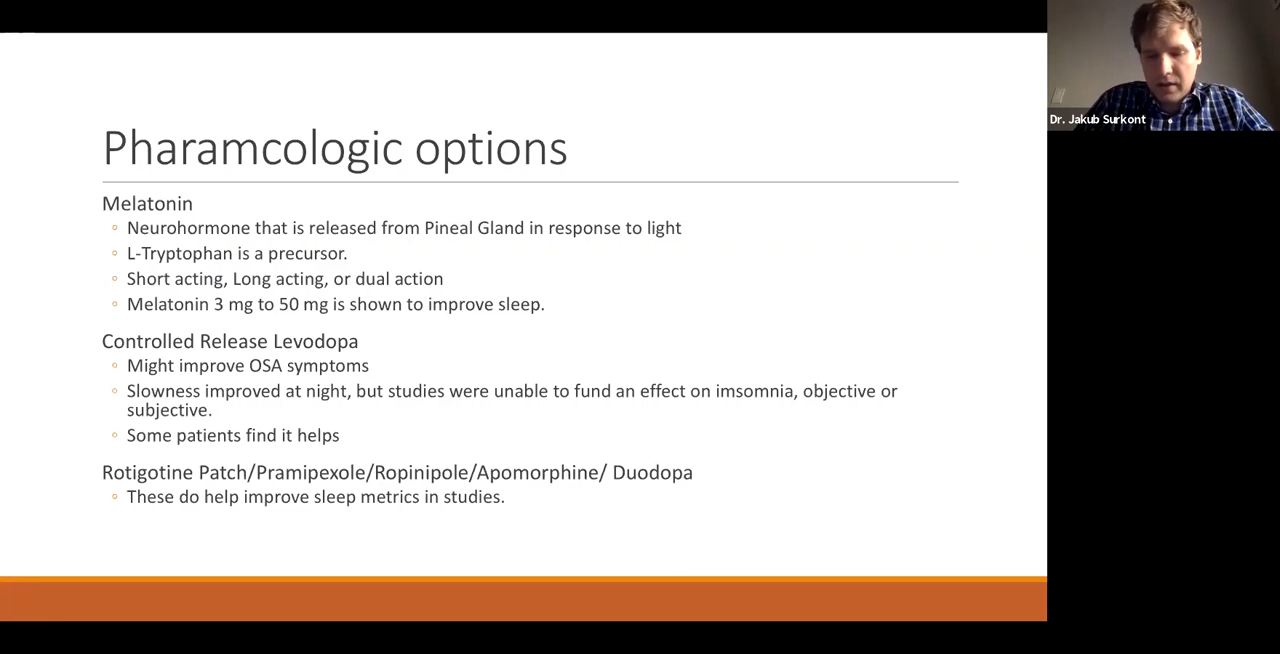 Dr. Jakub Surkont
Pharamcologic options
Melatonin
◦ Neurohormone that is released from Pineal Gland in response to light
◦ L-Tryptophan is a precursor.
◦ Short acting, Long acting, or dual action
◦ Melatonin 3 mg to 50 mg is shown to improve sleep.
Controlled Release Levodopa
◦ Might improve OSA symptoms
◦ Slowness improved at night, but studies were unable to fund an effect on imsomnia, objective or
subjective.
◦ Some patients find it helps
Rotigotine Patch/Pramipexole/Ropinipole/Apomorphine/ Duodopa
◦ These do help improve sleep metrics in studies.